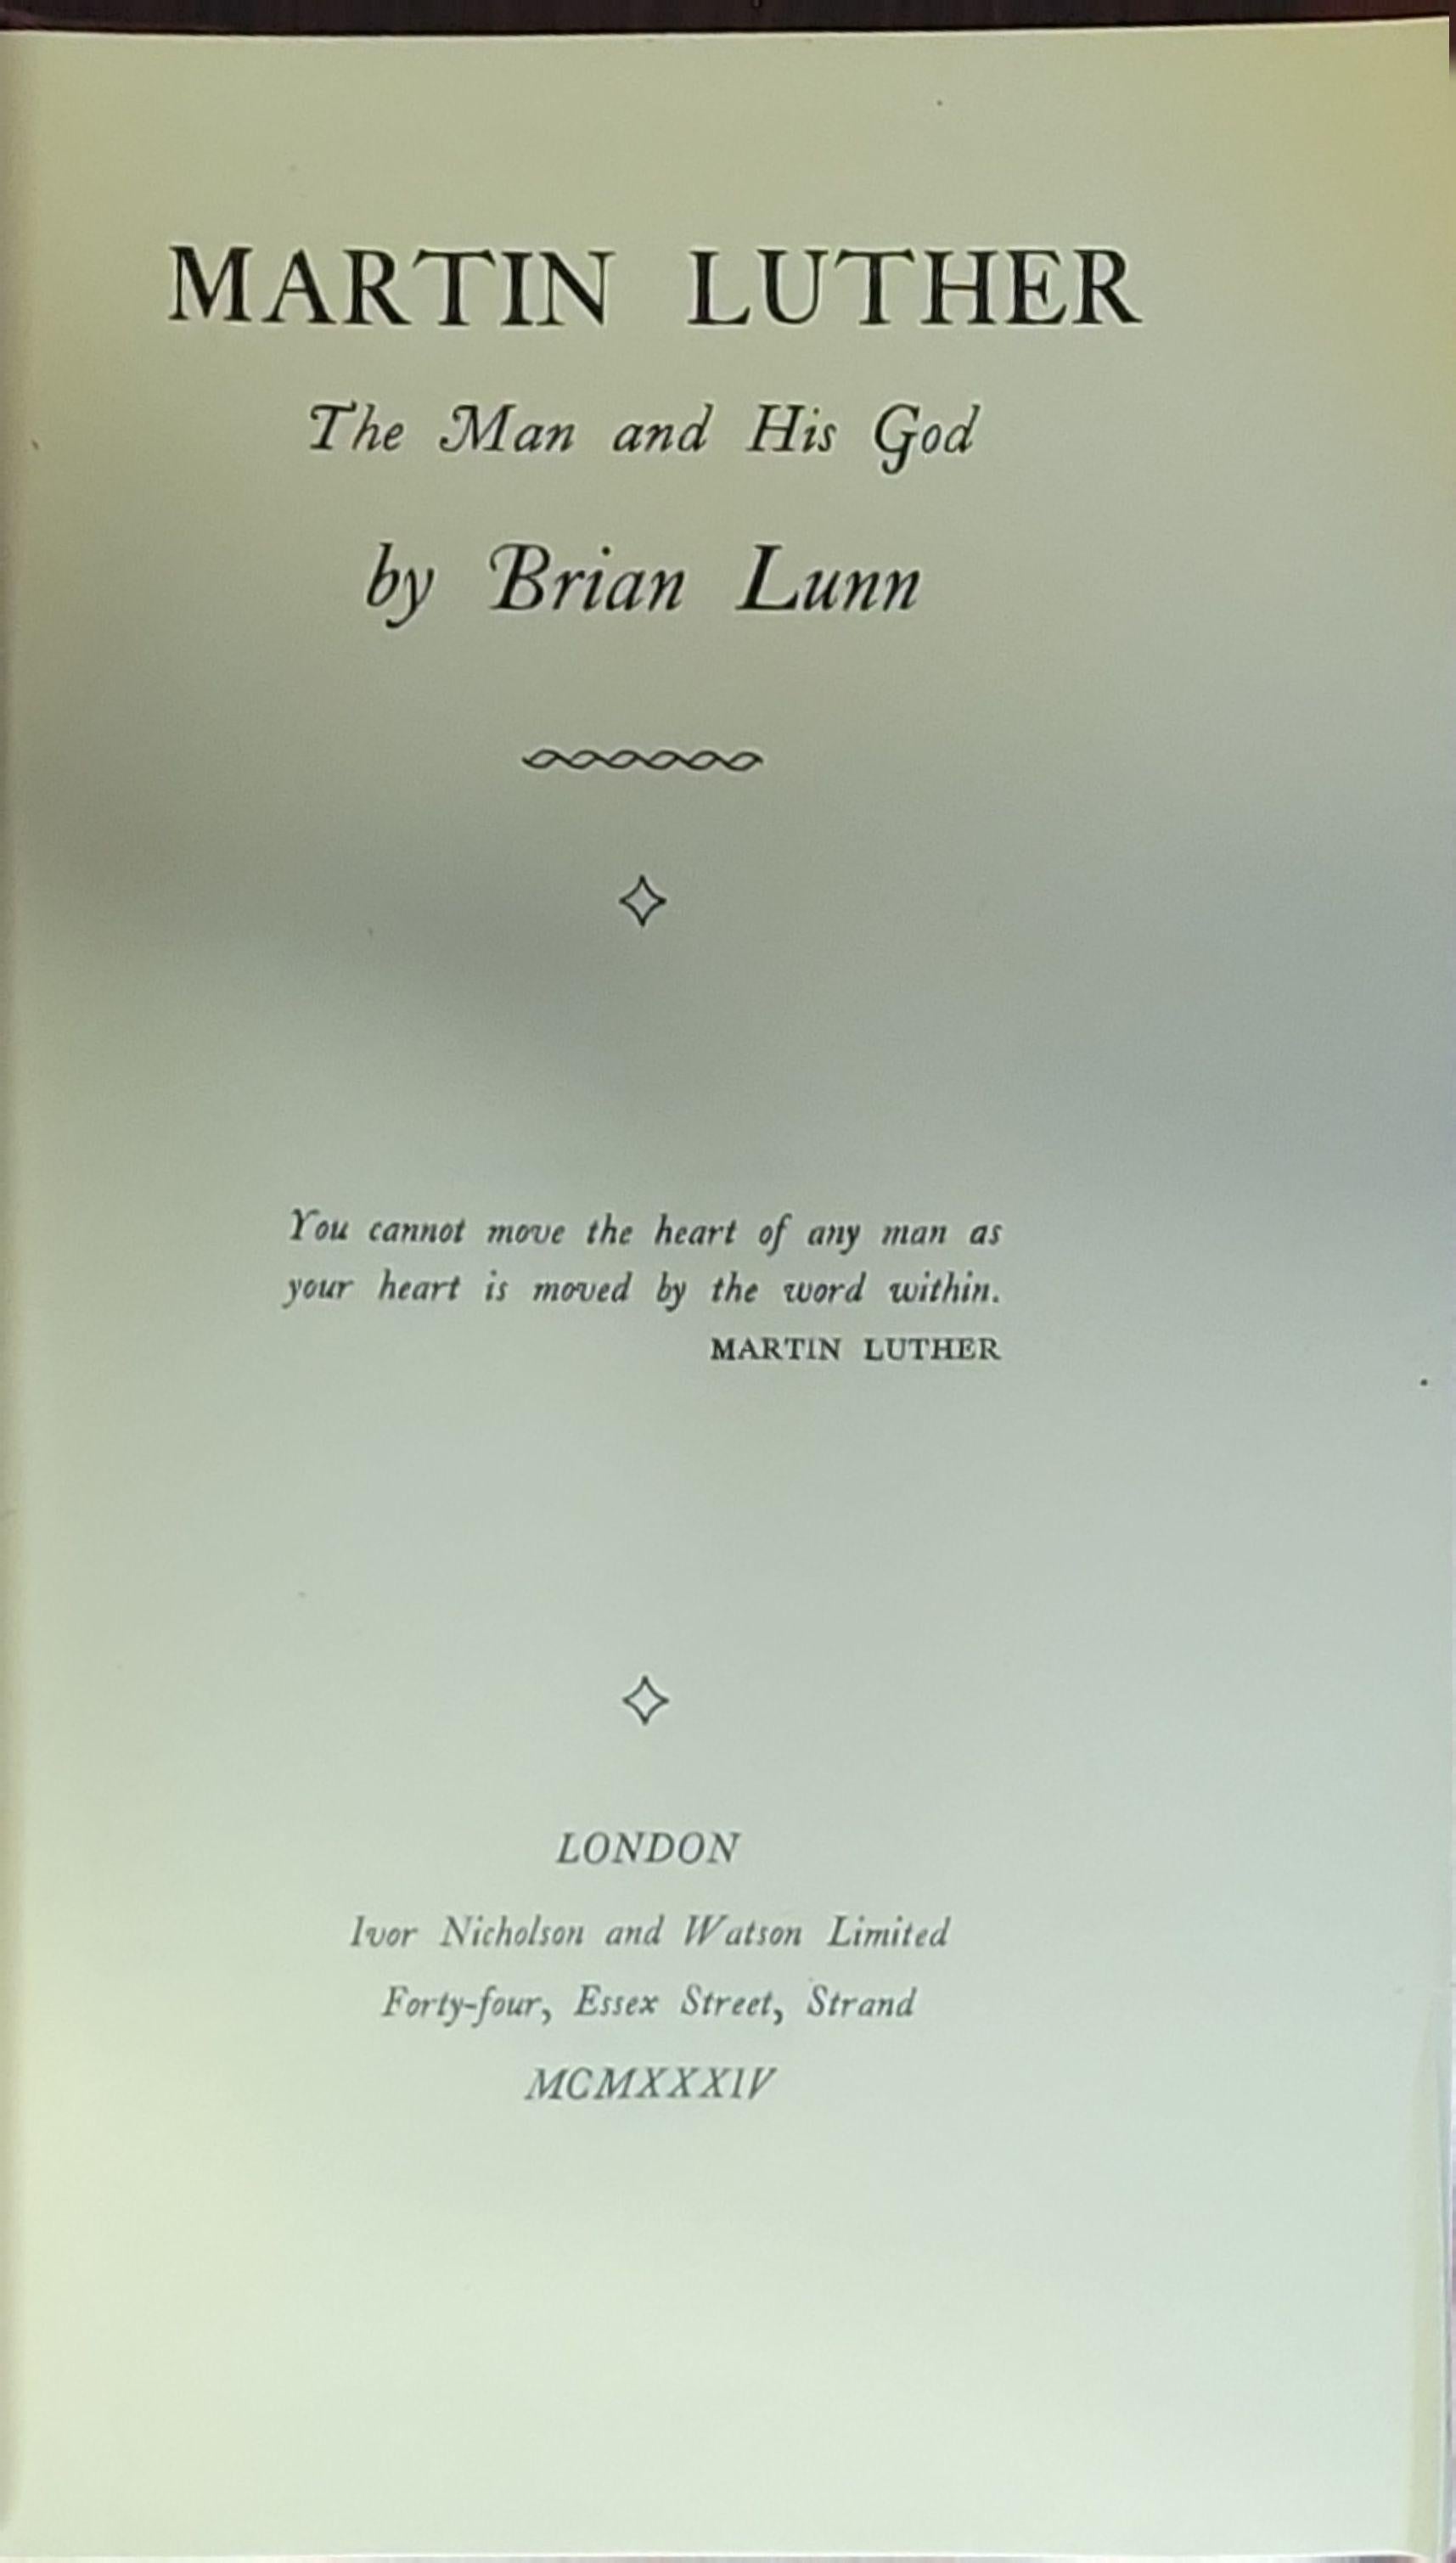 MARTIN LUTHER
The Man and His God
by Brian Lunn
You cannot move the heart of any man as
your heart is moved by the word within.
MARTIN LUTHER
LONDON
Ivor Nicholson and Watson Limited
Forty-four, Essex Street, Strand
MCMXXXIV